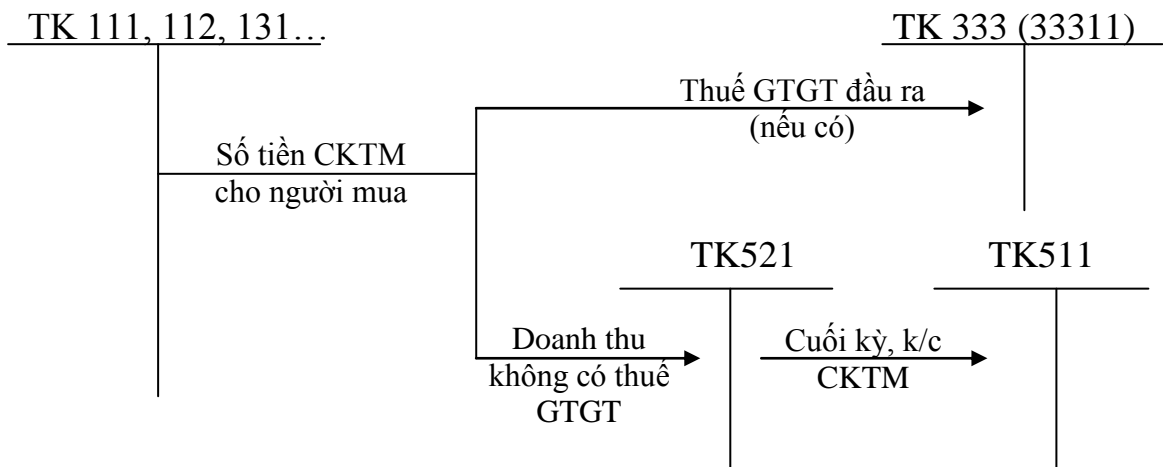 TK 111, 112, 131…
TK 333 (33311)
Thuế GTGT đầu ra
(nếu có)
Số tiền CKTM
cho người mua
TK521
TK511
Doanh thu
không có thuế
GTGT
Cuối kỳ, k/c
CKTM